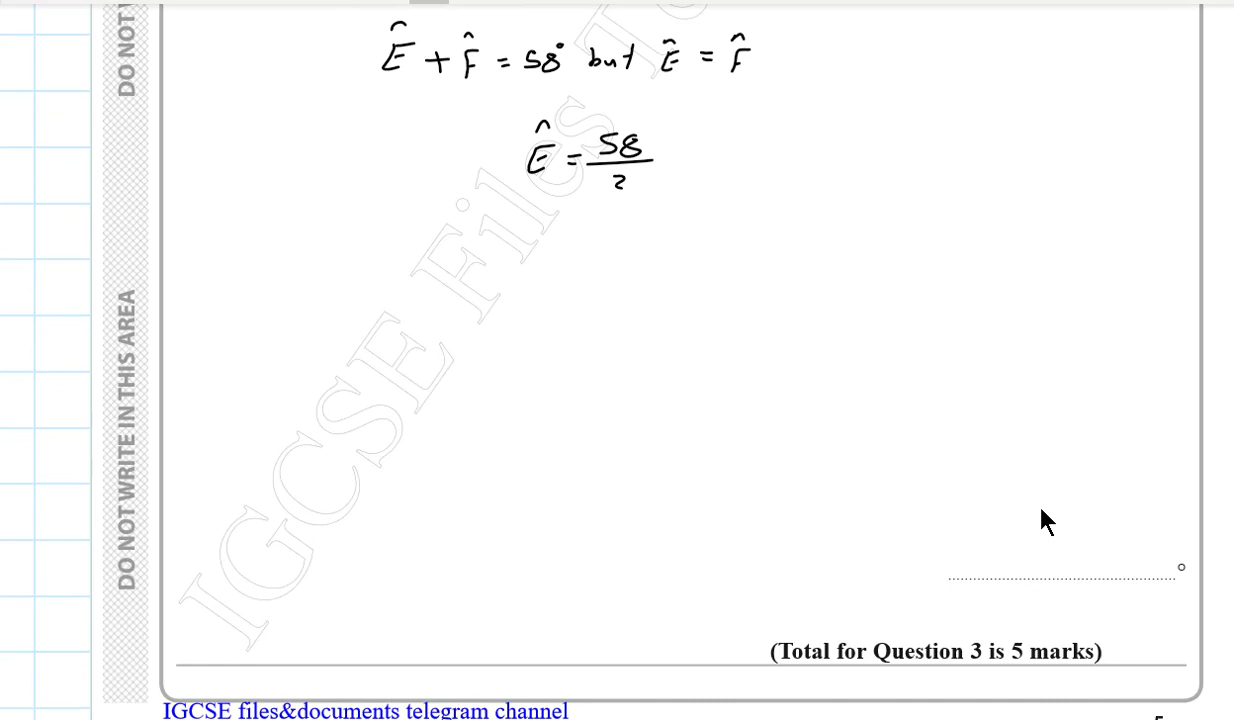 DO NOT
Ê + F̂ = 58° but Ê = F̂
Ê = 58/2
DO NOT WRITE IN THIS AREA
IGCSE Files
°
(Total for Question 3 is 5 marks)
IGCSE files&documents telegram channel